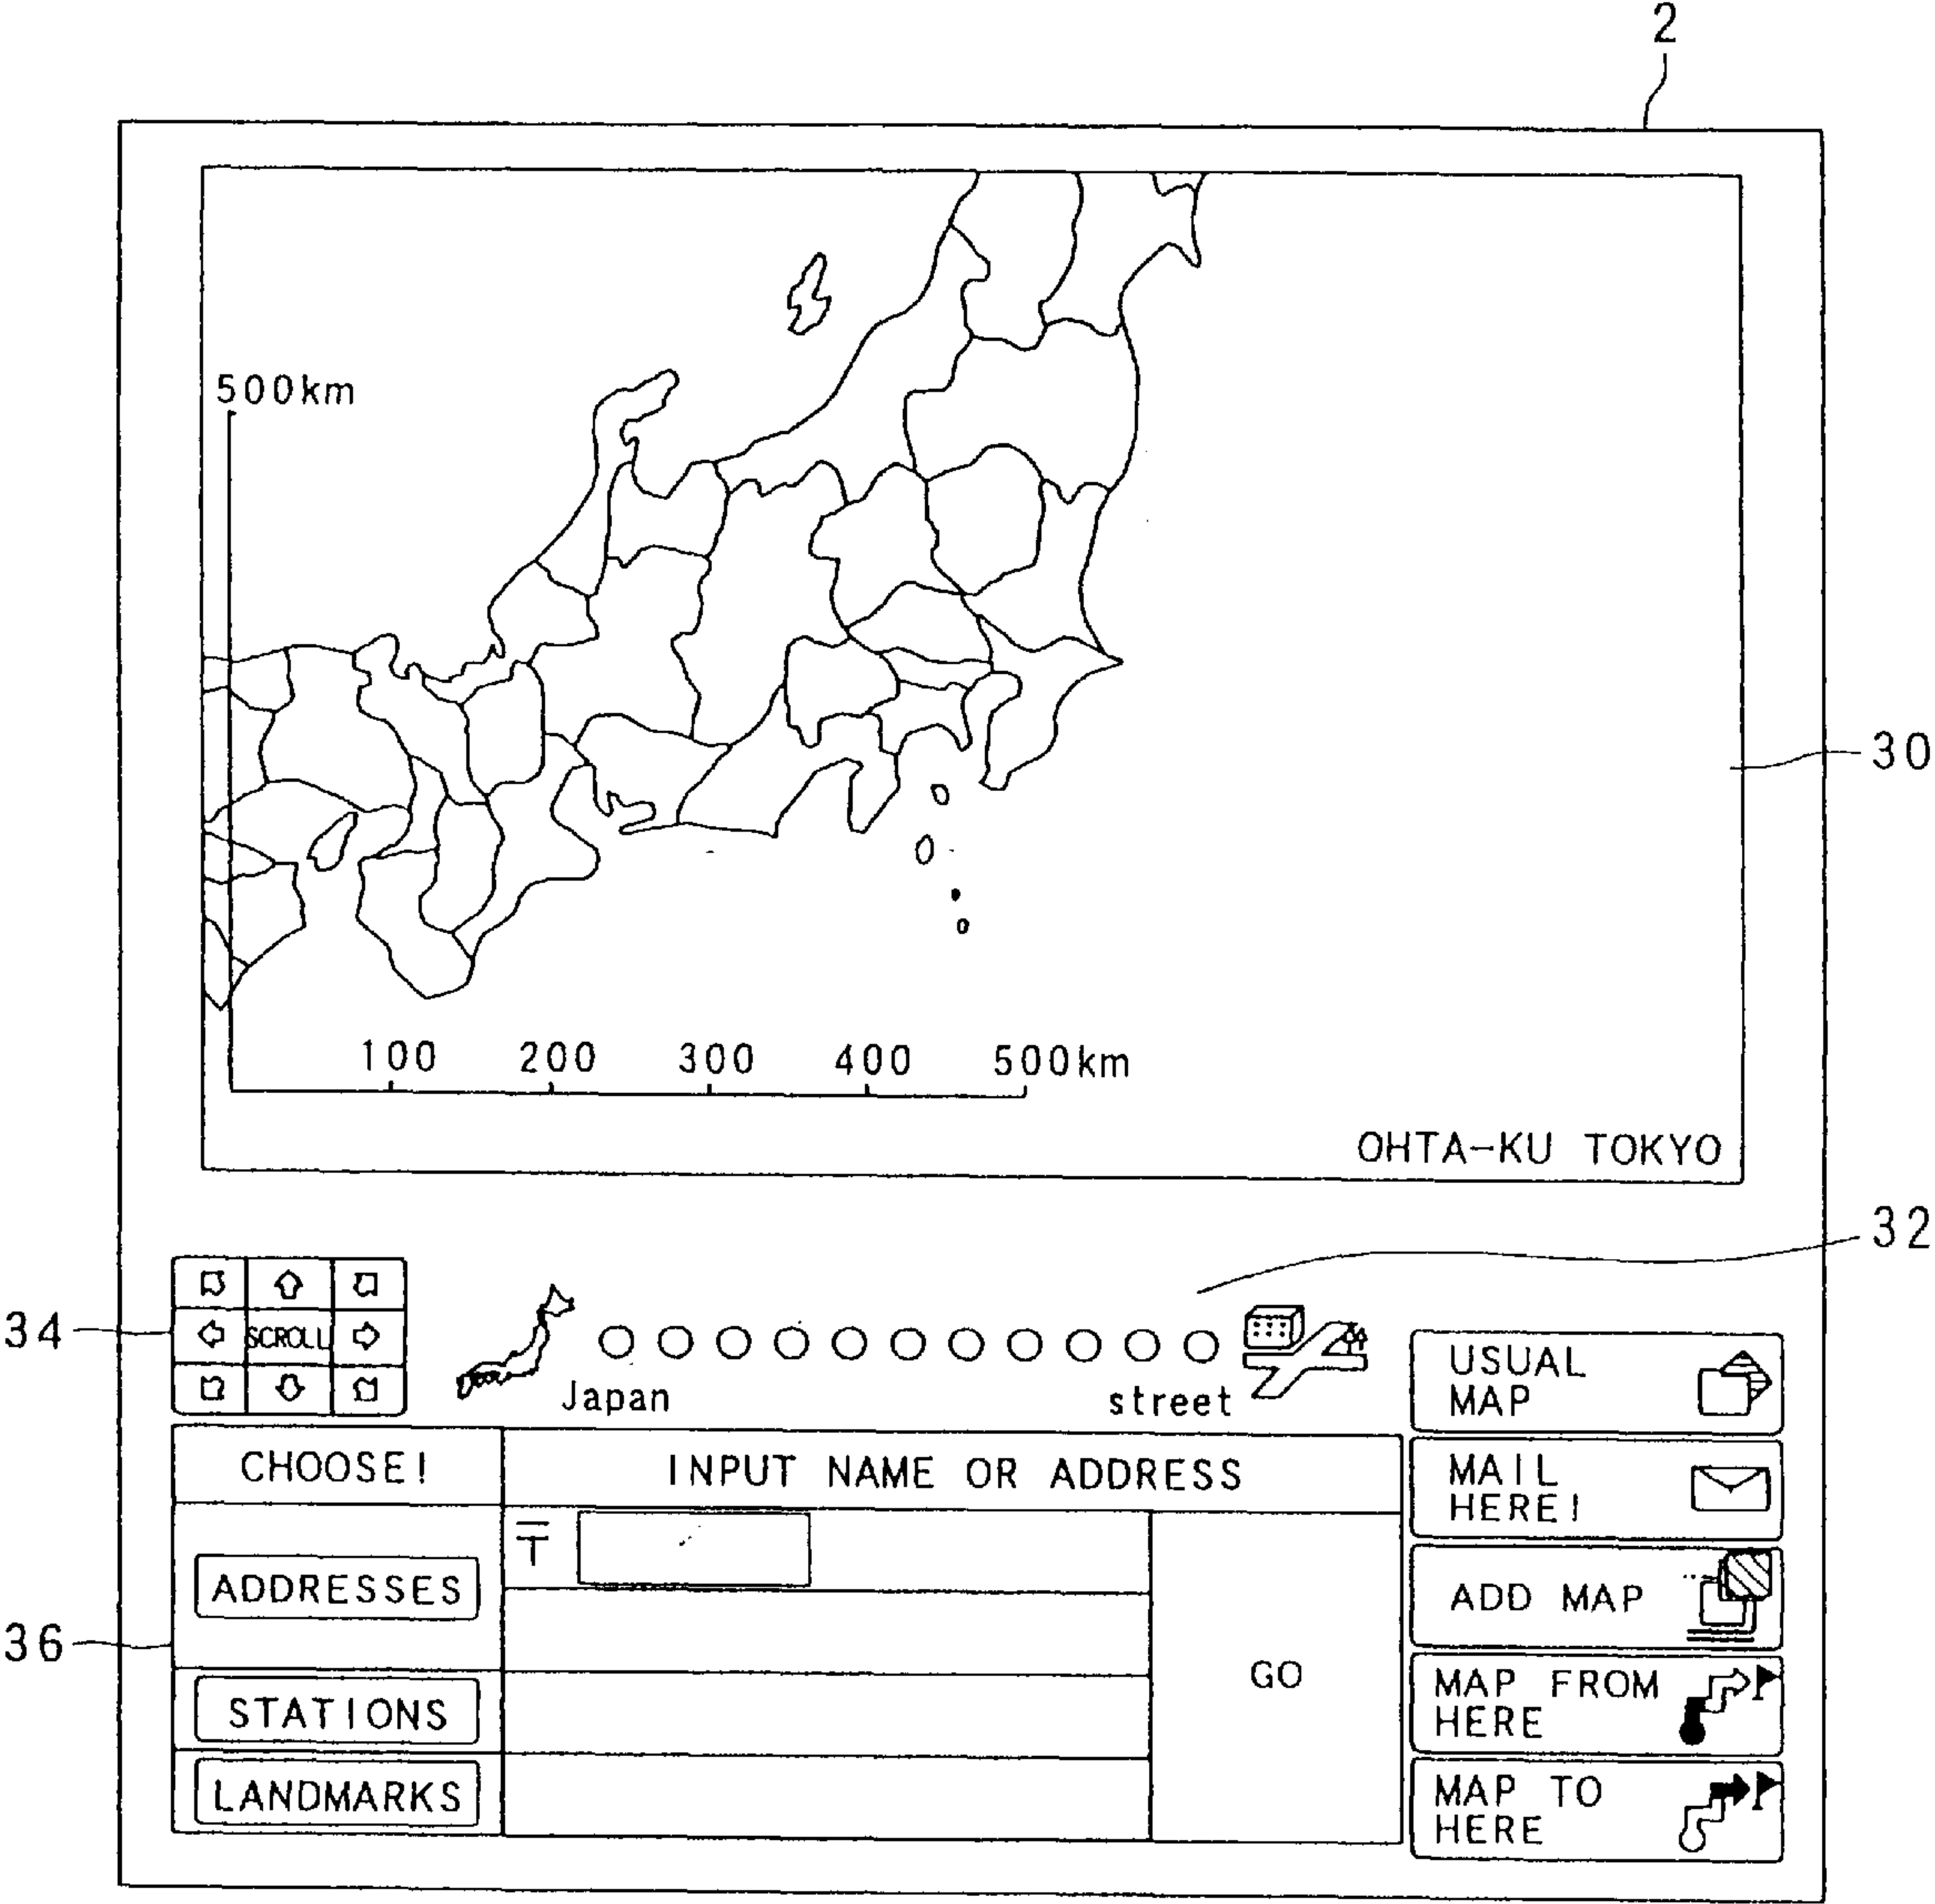 2
500km
30
100 200 300 400 500km
OHTA-KU TOKYO
32
34
SCROLL
Japan
street
USUAL
MAP
CHOOSE!
INPUT NAME OR ADDRESS
MAIL
HERE!
〒
ADDRESSES
ADD MAP
36
GO
STATIONS
MAP FROM
HERE
LANDMARKS
MAP TO
HERE